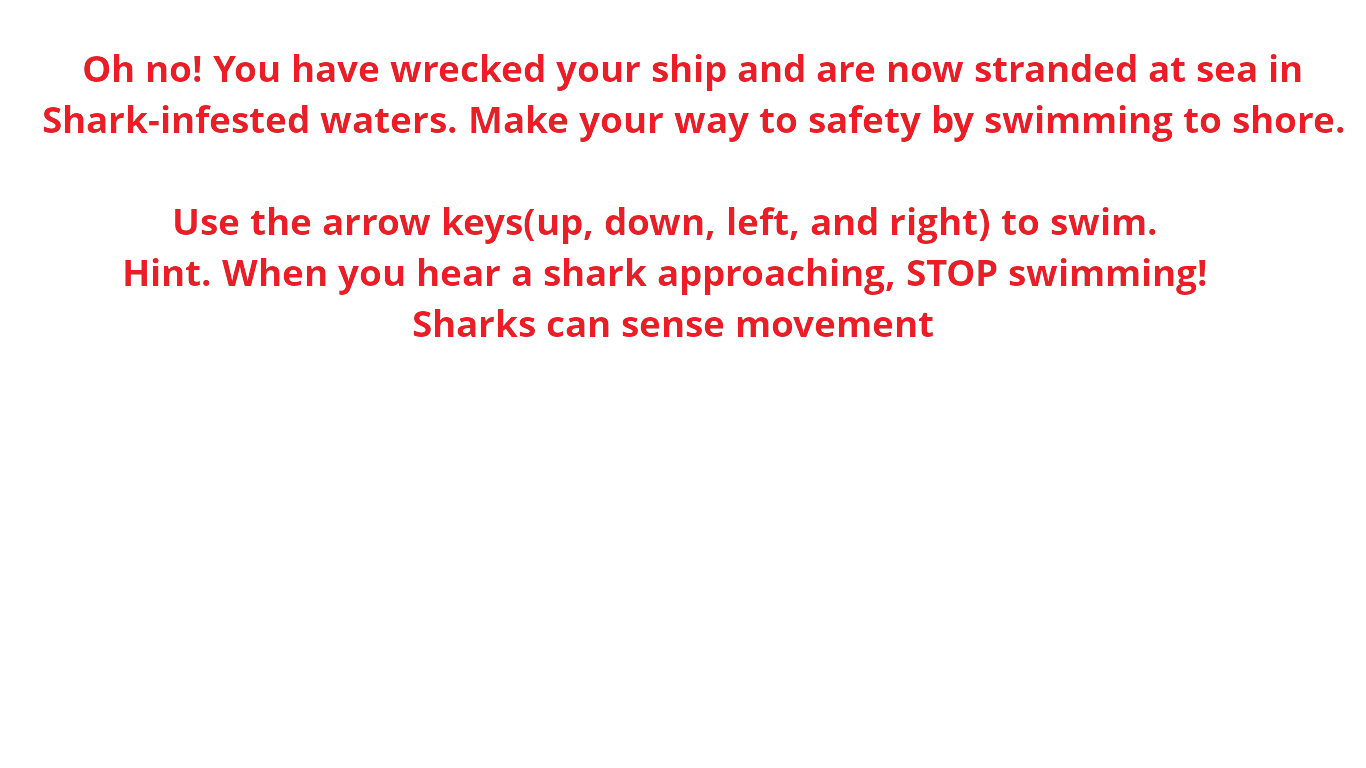 Oh no! You have wrecked your ship and are now stranded at sea in
Shark-infested waters. Make your way to safety by swimming to shore.
Use the arrow keys(up, down, left, and right) to swim.
Hint. When you hear a shark approaching, STOP swimming!
Sharks can sense movement